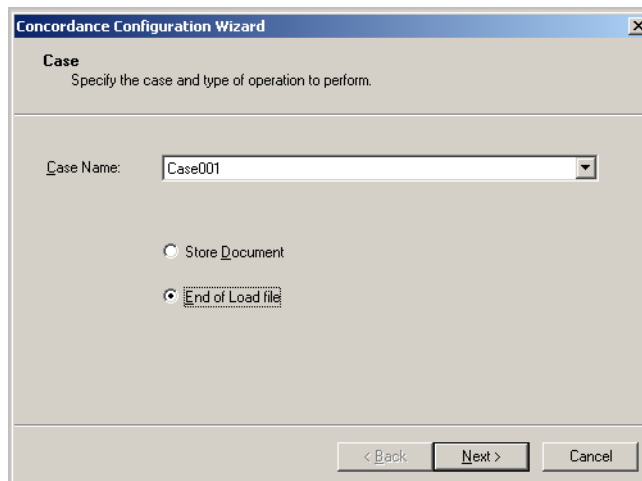 Concordance Configuration Wizard
Case
Specify the case and type of operation to perform.
Case Name: Case001
Store Document
End of Load file
< Back Next > Cancel